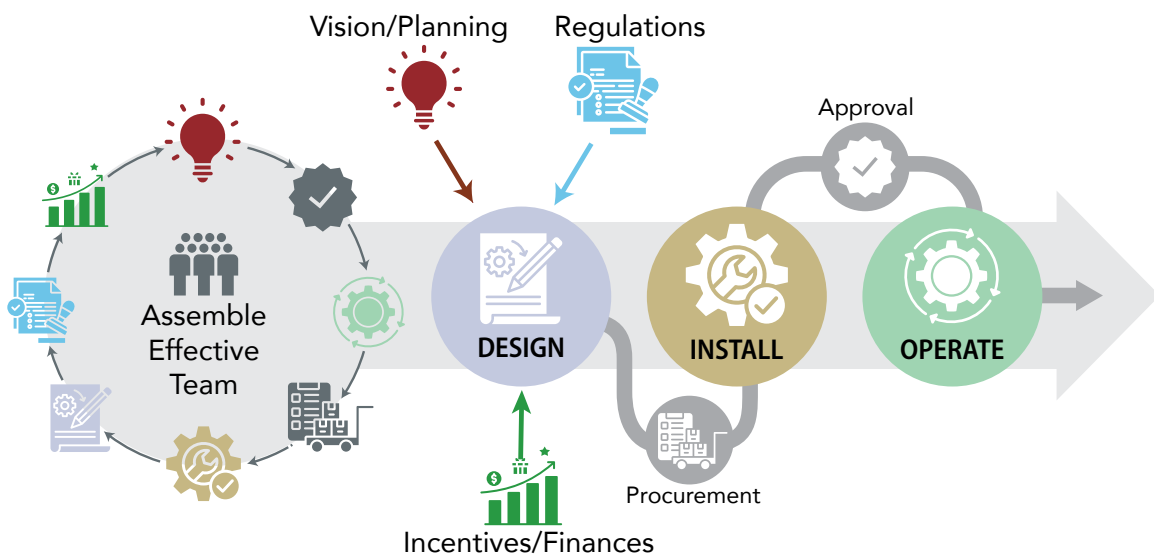 Vision/Planning
Regulations
Approval
Assemble
Effective
Team
DESIGN
INSTALL
OPERATE
Procurement
Incentives/Finances